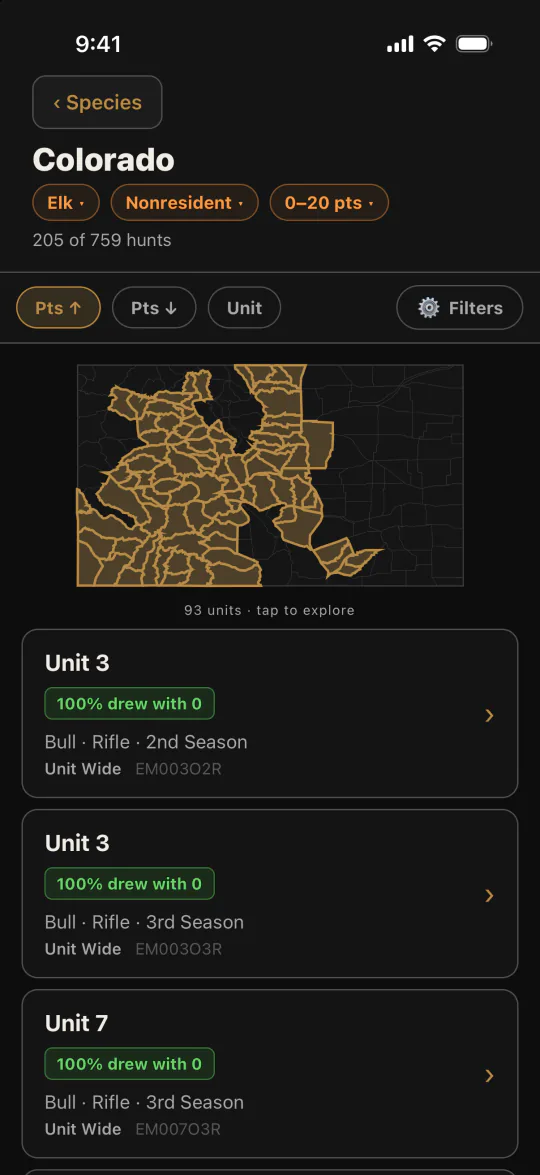 9:41
‹ Species
Colorado
Elk ▾ Nonresident ▾ 0–20 pts ▾
205 of 759 hunts
Pts ↑ Pts ↓ Unit Filters
93 units · tap to explore
Unit 3
100% drew with 0
Bull · Rifle · 2nd Season
Unit Wide EM003O2R
Unit 3
100% drew with 0
Bull · Rifle · 3rd Season
Unit Wide EM003O3R
Unit 7
100% drew with 0
Bull · Rifle · 3rd Season
Unit Wide EM007O3R